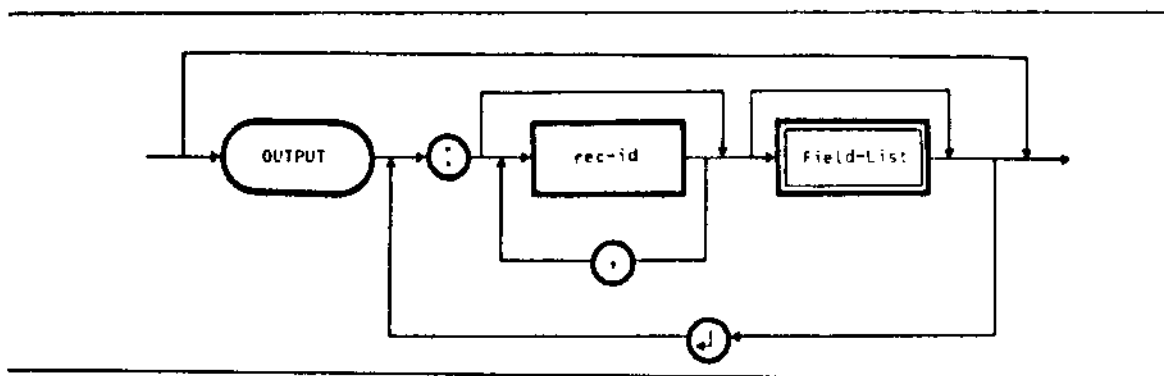 OUTPUT
:
rec-id
Field-List
,
↲